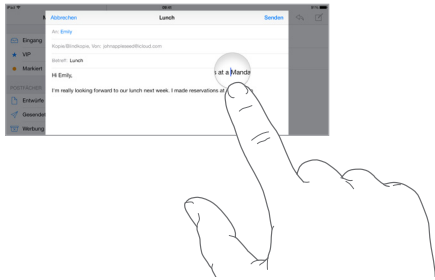 iPad
Abbrechen Lunch Senden
An: Emily
Kopie/Blindkopie, Von: johnappleseed@icloud.com
Betreff: Lunch
Hi Emily,
I'm really looking forward to our lunch next week. I made reservations at
s at a Manda
Eingang
VIP
Markiert
POSTFÄCHER
Entwürfe
Gesendet
Werbung